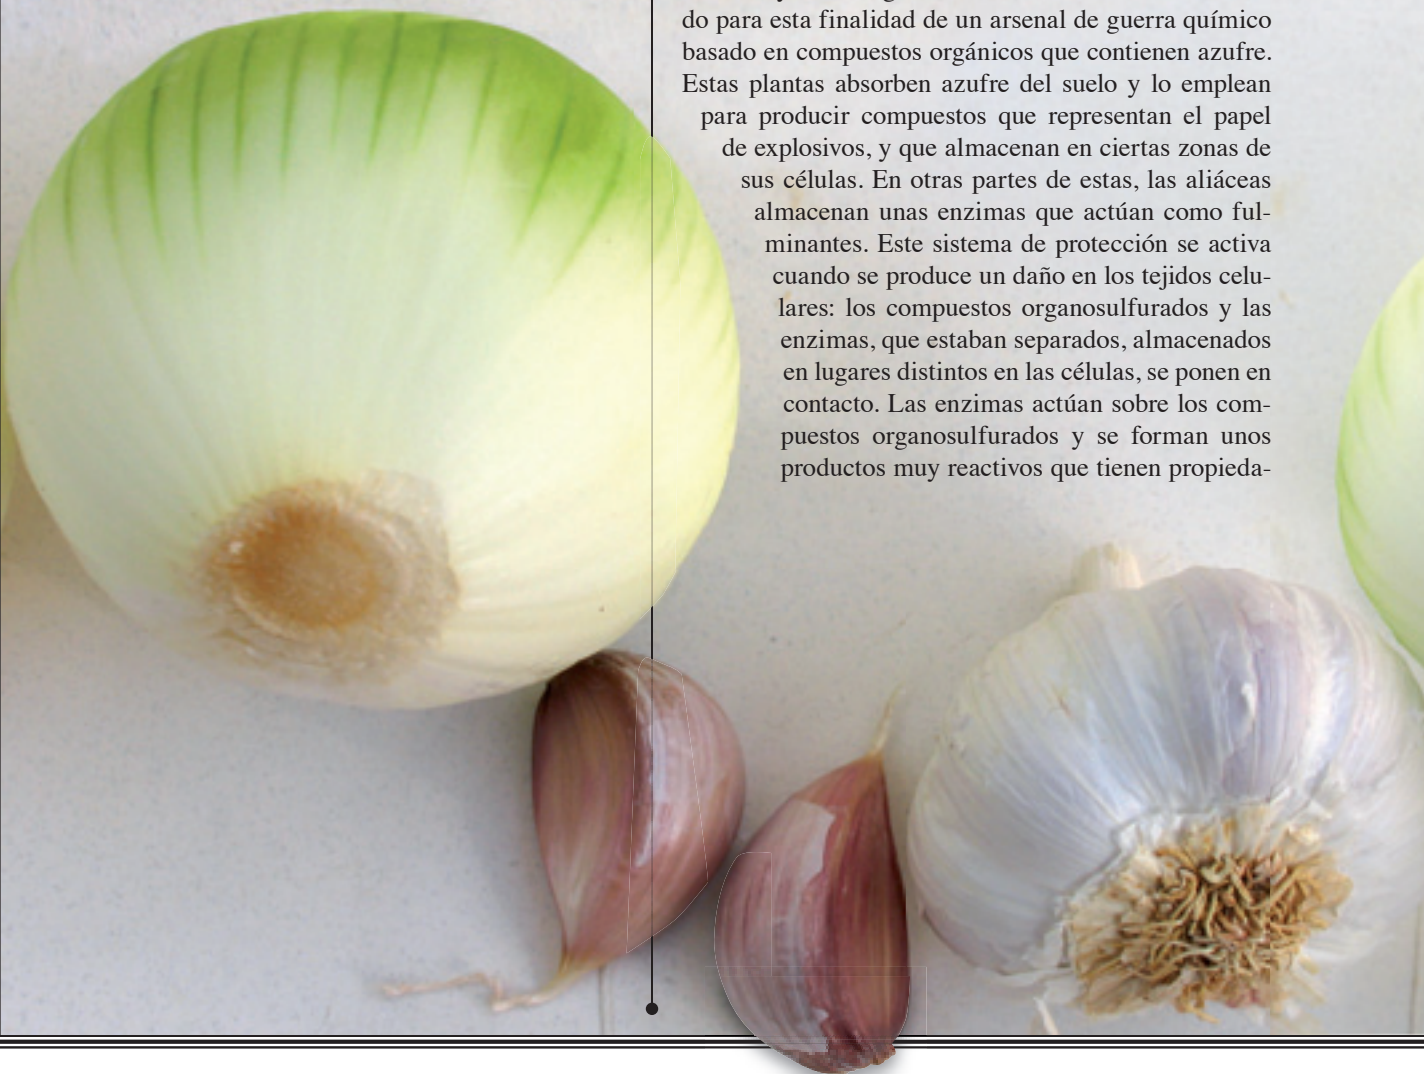 do para esta finalidad de un arsenal de guerra químico
basado en compuestos orgánicos que contienen azufre.
Estas plantas absorben azufre del suelo y lo emplean
para producir compuestos que representan el papel
de explosivos, y que almacenan en ciertas zonas de
sus células. En otras partes de estas, las aliáceas
almacenan unas enzimas que actúan como ful-
minantes. Este sistema de protección se activa
cuando se produce un daño en los tejidos celu-
lares: los compuestos organosulfurados y las
enzimas, que estaban separados, almacenados
en lugares distintos en las células, se ponen en
contacto. Las enzimas actúan sobre los com-
puestos organosulfurados y se forman unos
productos muy reactivos que tienen propieda-